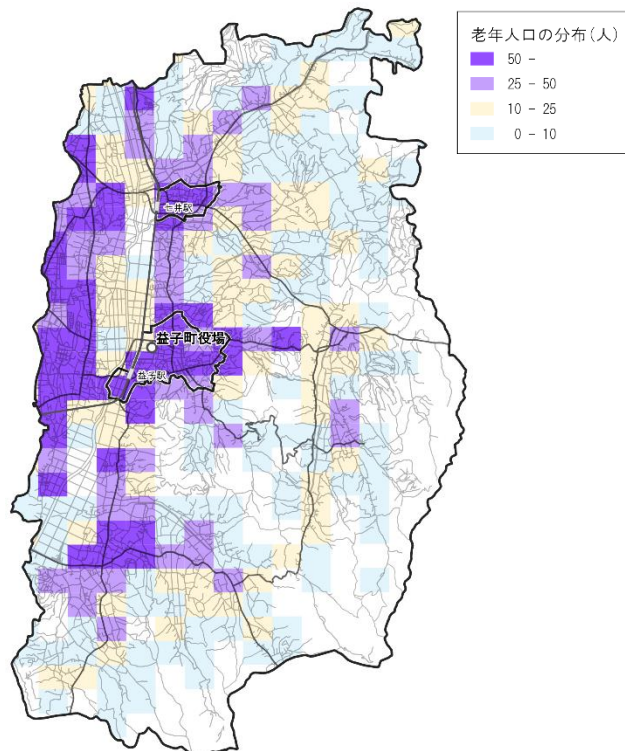 老年人口の分布(人)
50 -
25 - 50
10 - 25
0 - 10
七井駅
益子町役場
益子駅